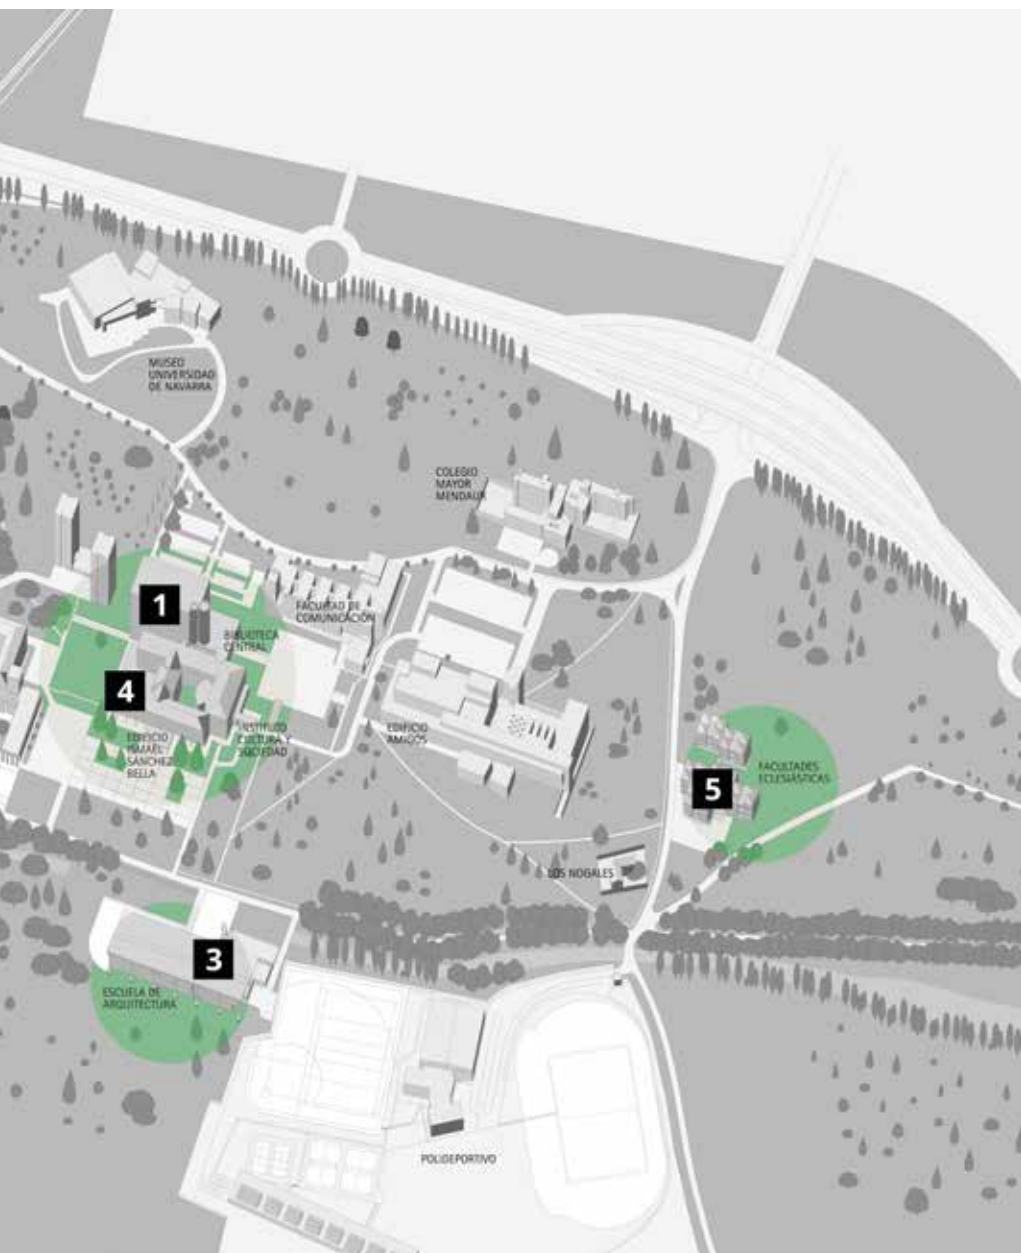 MUSEO
UNIVERSIDAD
DE NAVARRA
COLEGIO
MAYOR
MENDAUR
1
FACULTAD DE
COMUNICACIÓN
BIBLIOTECA
CENTRAL
4
EDIFICIO
ISMAEL
SÁNCHEZ
BELLA
INSTITUTO
CULTURA Y
SOCIEDAD
EDIFICIO
AMIGOS
5
FACULTADES
ECLESIÁSTICAS
LOS NOGALES
3
ESCUELA DE
ARQUITECTURA
POLIDEPORTIVO